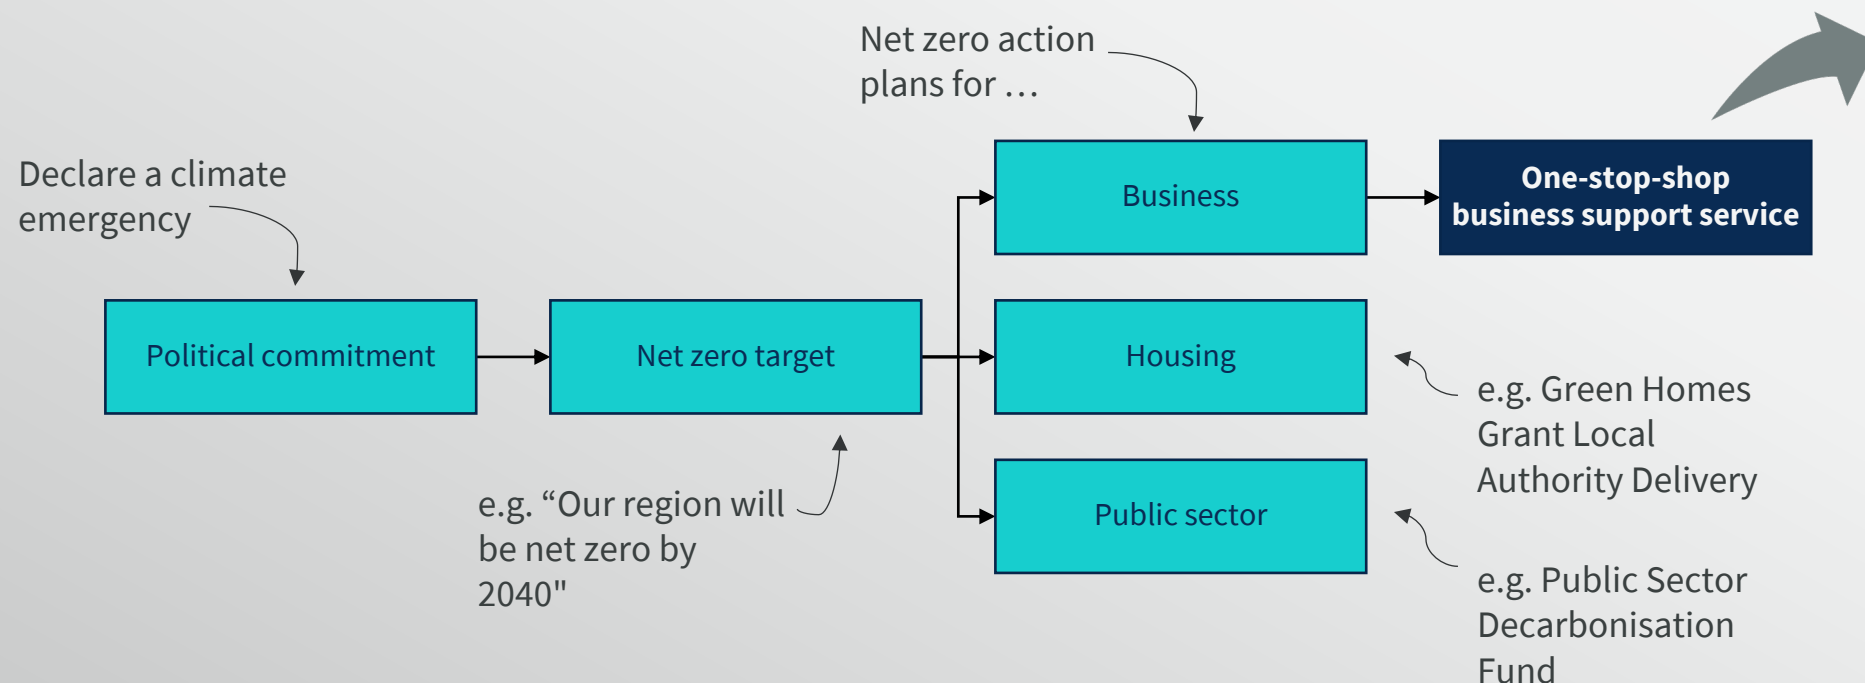 Net zero action
plans for …
Declare a climate
emergency
Business
One-stop-shop
business support service
Political commitment
Net zero target
Housing
e.g. Green Homes
Grant Local
Authority Delivery
e.g. “Our region will
be net zero by
2040"
Public sector
e.g. Public Sector
Decarbonisation
Fund